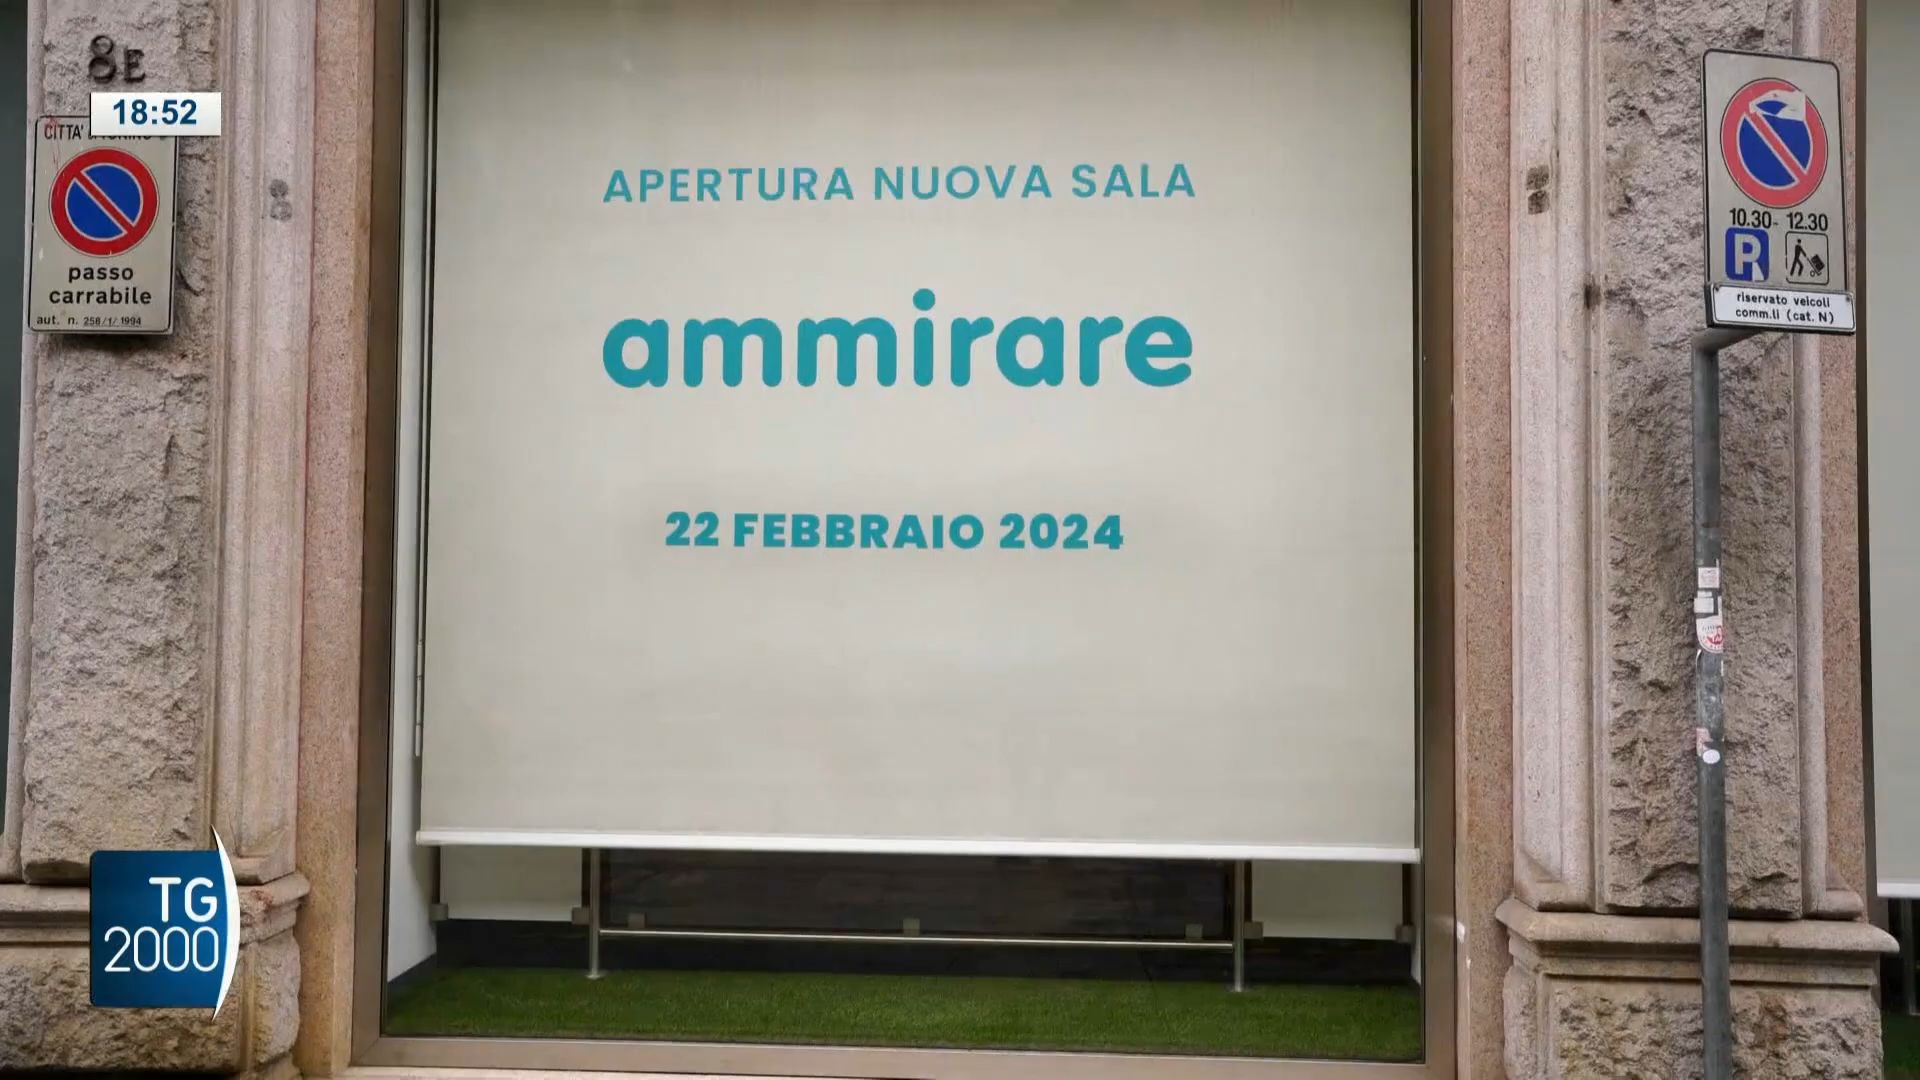 8E
18:52
CITTA'
passo
carrabile
aut. n. 258/1/1994
APERTURA NUOVA SALA
ammirare
22 FEBBRAIO 2024
10.30- 12.30
P
riservato veicoli
comm.li (cat. N)
TG
2000